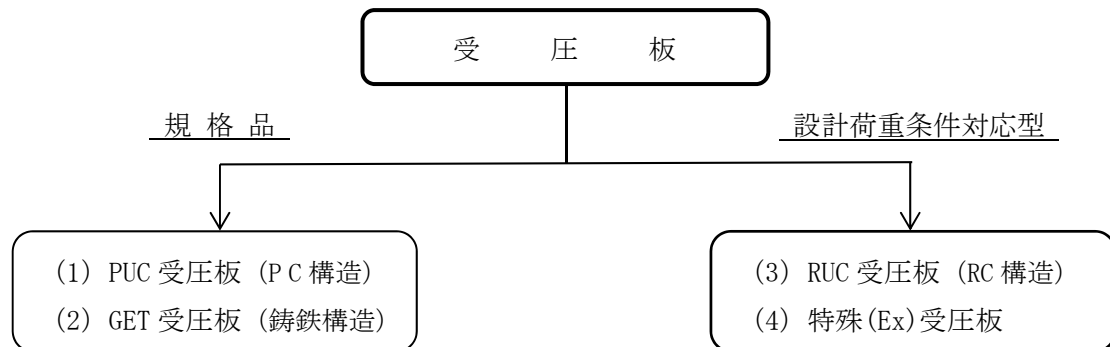 受 圧 板
規 格 品
設計荷重条件対応型
(1) PUC 受圧板 (P C 構造)
(2) GET 受圧板 (鋳鉄構造)
(3) RUC 受圧板 (RC 構造)
(4) 特殊(Ex)受圧板